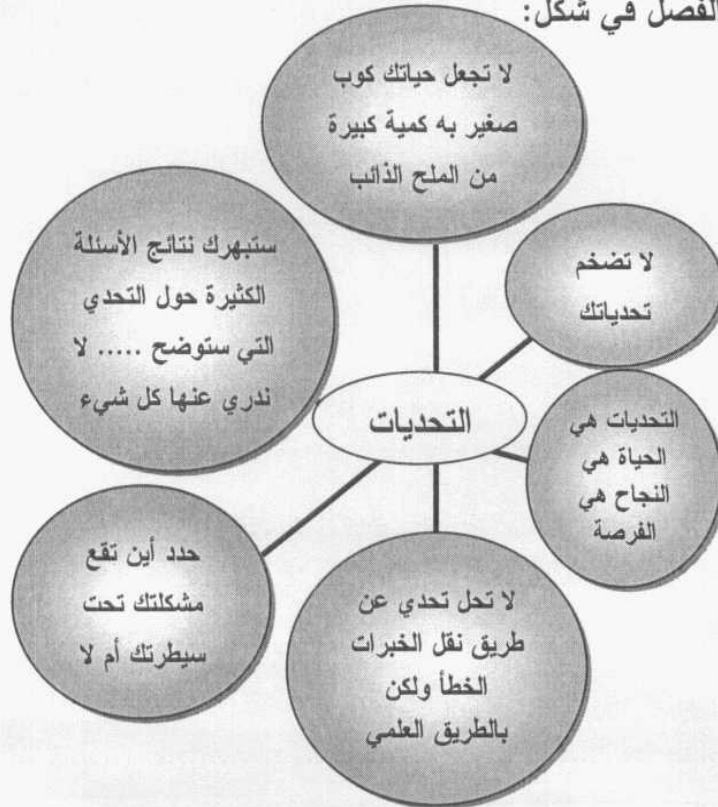 الفصل في شكل:
لا تجعل حياتك كوب
صغير به كمية كبيرة
من الملح الذائب
لا تضخم
تحدياتك
ستبهرك نتائج الأسئلة
الكثيرة حول التحدي
التي ستوضح ..... لا
ندري عنها كل شيء
التحديات
التحديات هي
الحياة هي
النجاح هي
الفرصة
حدد أين تقع
مشكلتك تحت
سيطرتك أم لا
لا تحل تحدي عن
طريق نقل الخبرات
الخطأ ولكن
بالطريق العلمي